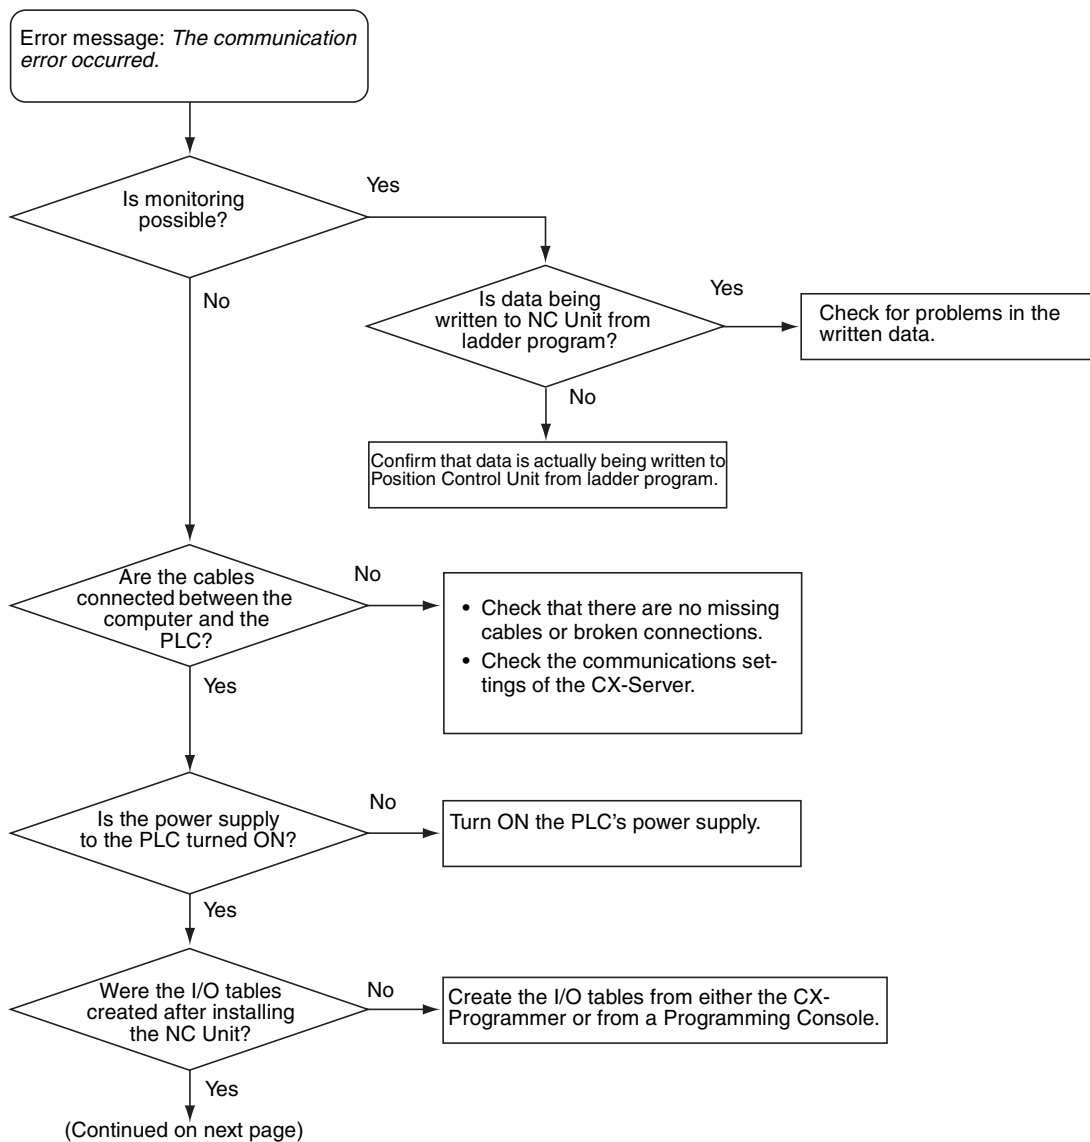 Error message: The communication
error occurred.
Is monitoring
possible?
Yes
No
Is data being
written to NC Unit from
ladder program?
Yes
Check for problems in the
written data.
No
Confirm that data is actually being written to
Position Control Unit from ladder program.
Are the cables
connected between the
computer and the
PLC?
No
• Check that there are no missing
cables or broken connections.
• Check the communications set-
tings of the CX-Server.
Yes
Is the power supply
to the PLC turned ON?
No
Turn ON the PLC's power supply.
Yes
Were the I/O tables
created after installing
the NC Unit?
No
Create the I/O tables from either the CX-
Programmer or from a Programming Console.
Yes
(Continued on next page)